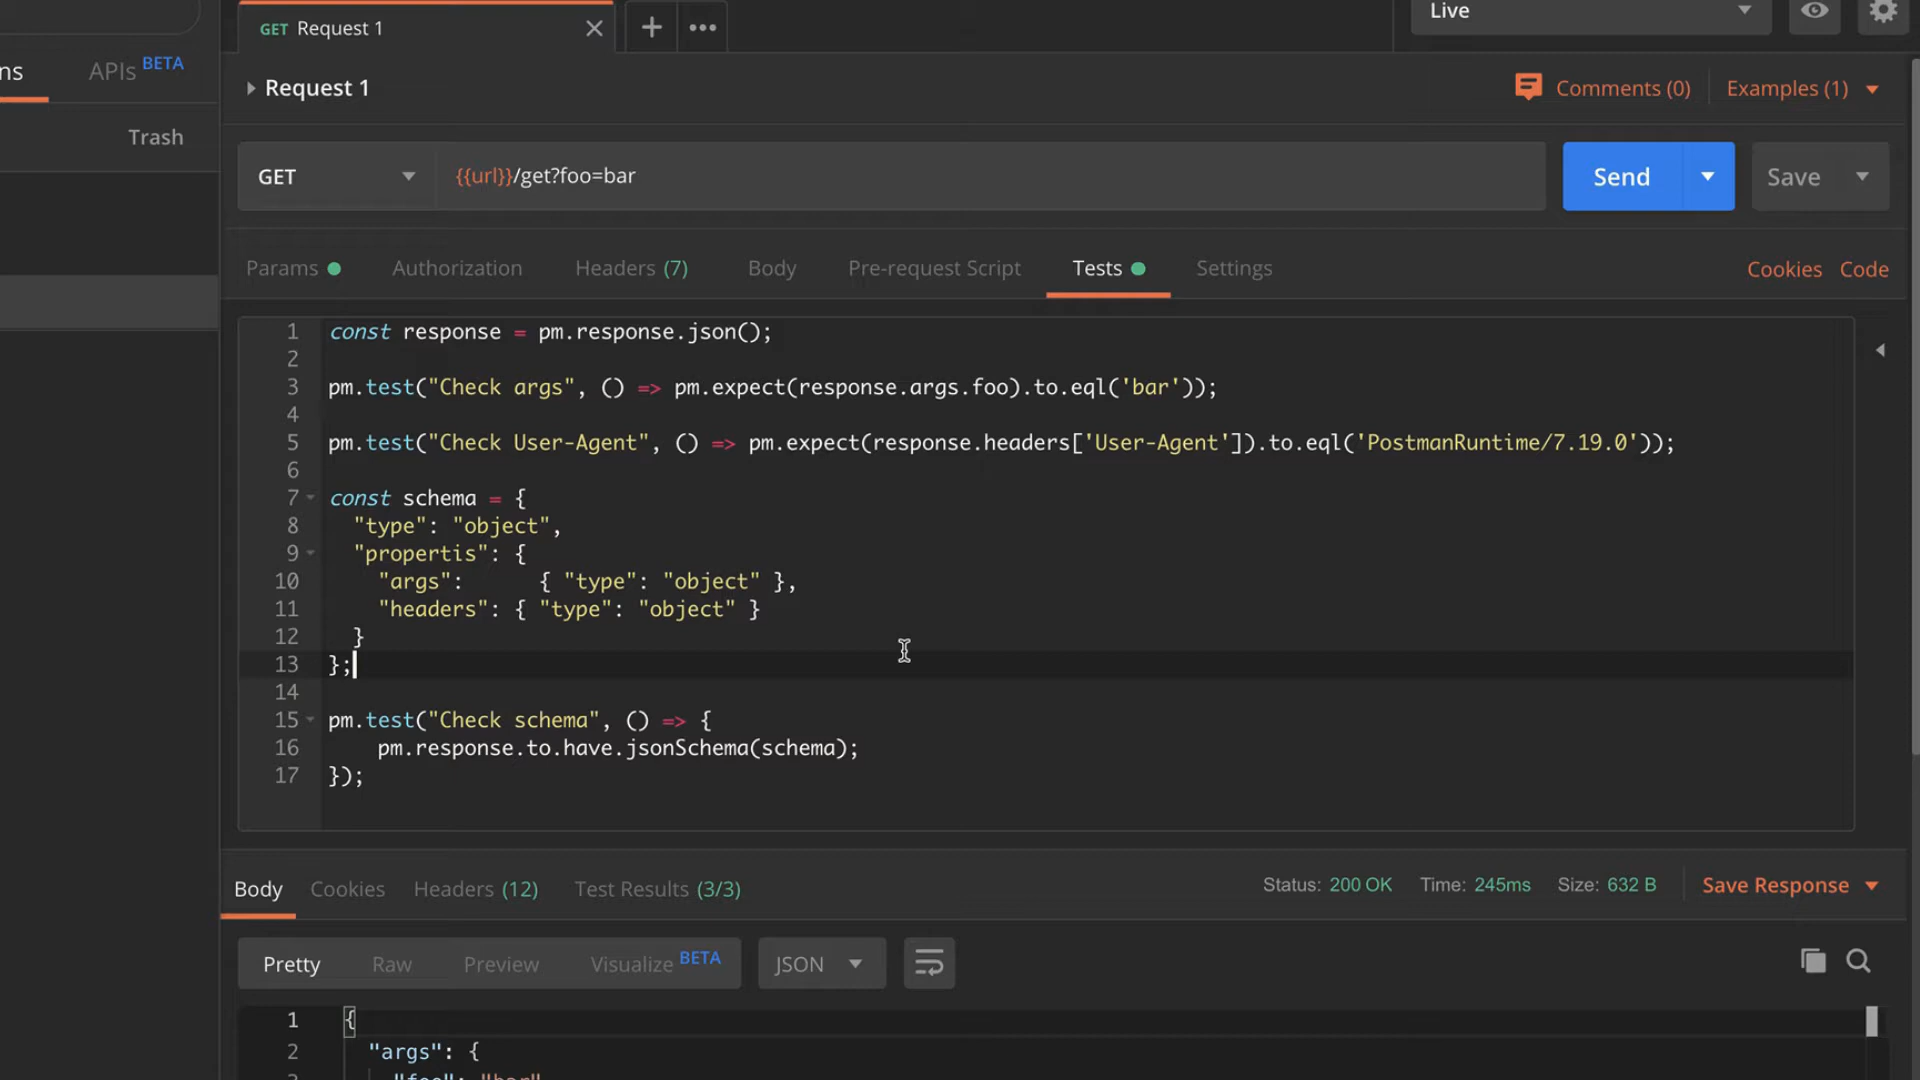 GET Request 1
Live
ns
APIs BETA
Trash
Request 1
Comments (0)
Examples (1)
GET
{{url}}/get?foo=bar
Send
Save
Params
Authorization
Headers (7)
Body
Pre-request Script
Tests
Settings
Cookies
Code
1 const response = pm.response.json();
2
3 pm.test("Check args", () => pm.expect(response.args.foo).to.eql('bar'));
4
5 pm.test("Check User-Agent", () => pm.expect(response.headers['User-Agent']).to.eql('PostmanRuntime/7.19.0'));
6
7 const schema = {
8 "type": "object",
9 "propertis": {
10 "args": { "type": "object" },
11 "headers": { "type": "object" }
12 }
13 };
14
15 pm.test("Check schema", () => {
16 pm.response.to.have.jsonSchema(schema);
17 });
Body
Cookies
Headers (12)
Test Results (3/3)
Status: 200 OK
Time: 245ms
Size: 632 B
Save Response
Pretty
Raw
Preview
Visualize BETA
JSON
1 {
2 "args": {
3 "foo": "bar"